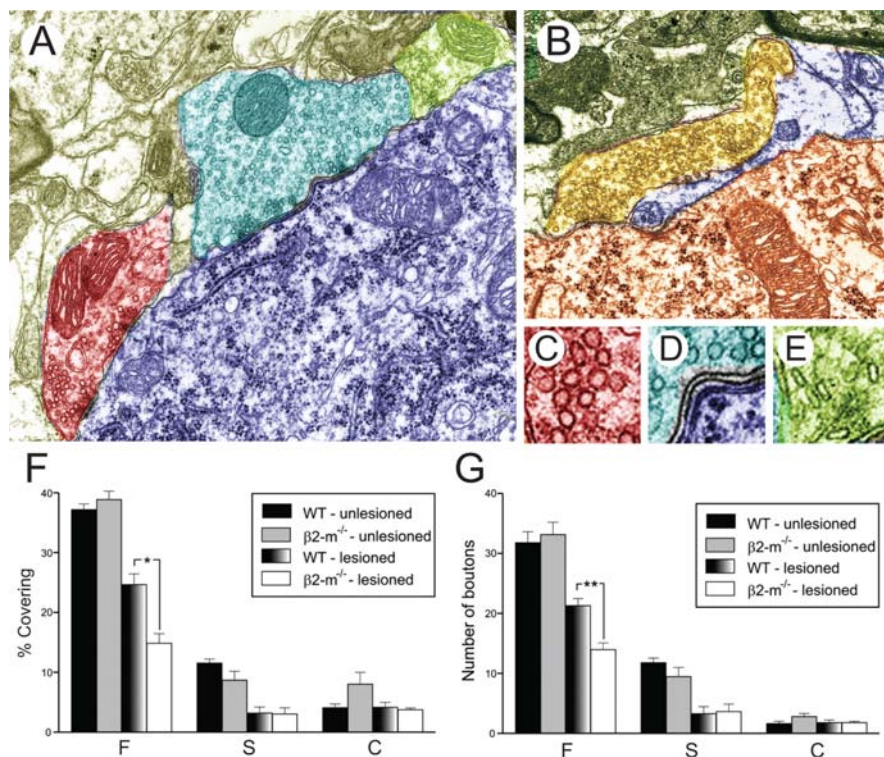 A
B
C
D
E
F
40
30
20
10
0
% Covering
WT - unlesioned
β2-m-/- - unlesioned
WT - lesioned
β2-m-/- - lesioned
*
F
S
C
G
40
30
20
10
0
Number of boutons
WT - unlesioned
β2-m-/- - unlesioned
WT - lesioned
β2-m-/- - lesioned
**
F
S
C